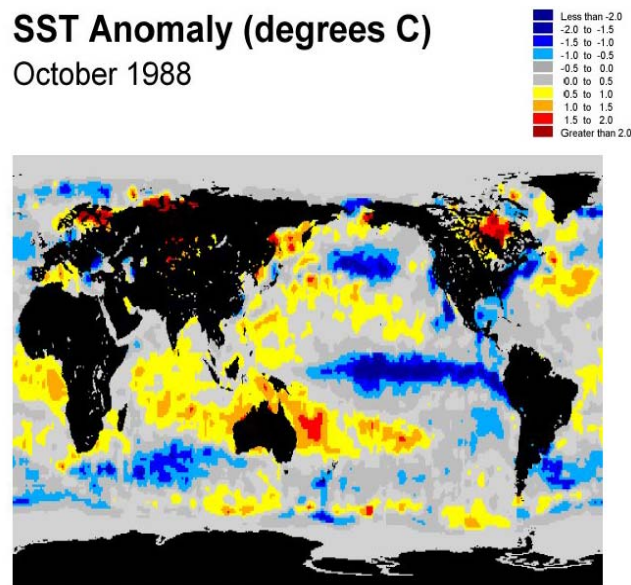 SST Anomaly (degrees C)
October 1988
Less than -2.0
-2.0 to -1.5
-1.5 to -1.0
-1.0 to -0.5
-0.5 to 0.0
0.0 to 0.5
0.5 to 1.0
1.0 to 1.5
1.5 to 2.0
Greater than 2.0